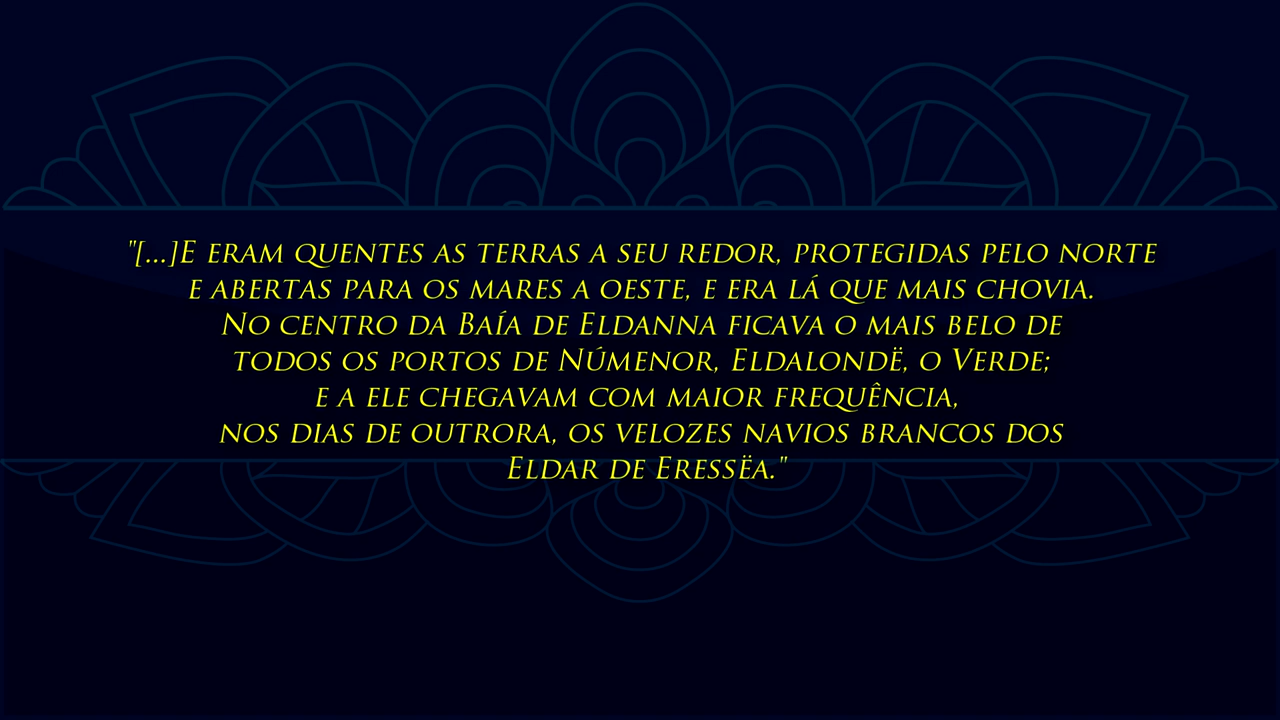 "[...]E eram quentes as terras a seu redor, protegidas pelo norte
e abertas para os mares a oeste, e era lá que mais chovia.
No centro da Baía de Eldanna ficava o mais belo de
todos os portos de Númenor, Eldalondë, o Verde;
e a ele chegavam com maior frequência,
nos dias de outrora, os velozes navios brancos dos
Eldar de Eressëa."